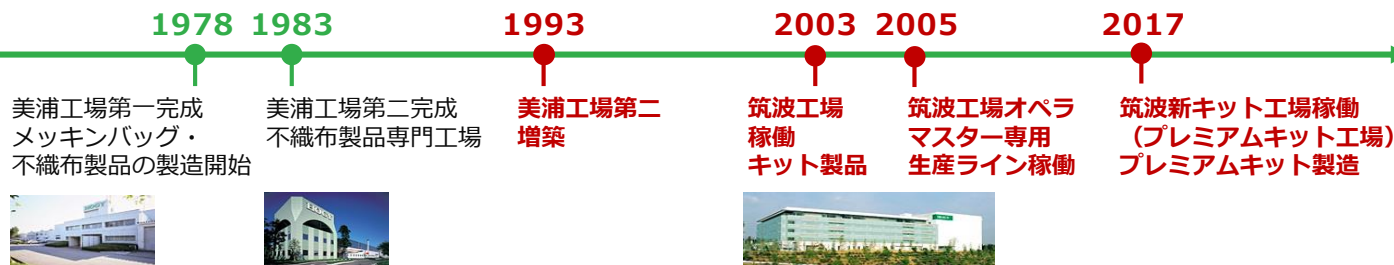 1978
1983
1993
2003
2005
2017
美浦工場第一完成
メッキンバッグ・
不織布製品の製造開始
美浦工場第二完成
不織布製品専門工場
美浦工場第二
増築
筑波工場
稼働
キット製品
筑波工場オペラ
マスター専用
生産ライン稼働
筑波新キット工場稼働
（プレミアムキット工場）
プレミアムキット製造